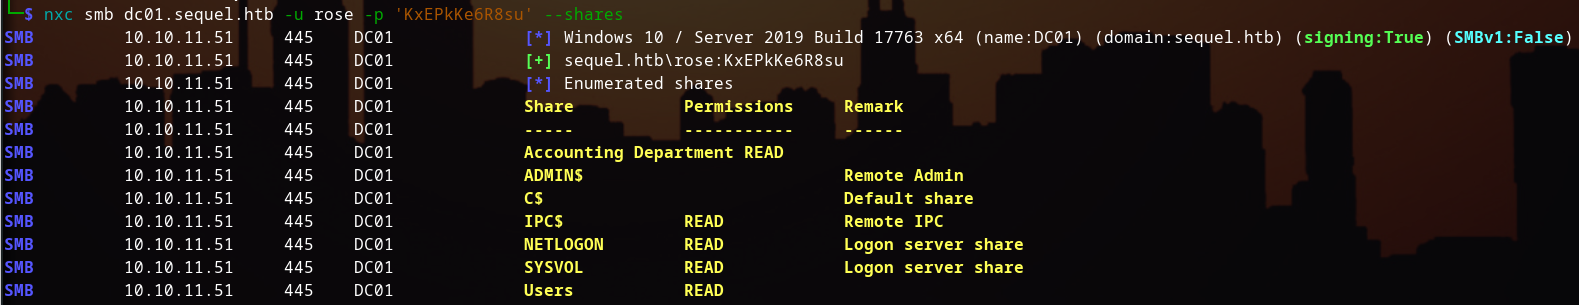 └─$ nxc smb dc01.sequel.htb -u rose -p 'KxEPkKe6R8su' --shares
SMB 10.10.11.51 445 DC01 [*] Windows 10 / Server 2019 Build 17763 x64 (name:DC01) (domain:sequel.htb) (signing:True) (SMBv1:False)
SMB 10.10.11.51 445 DC01 [+] sequel.htb\rose:KxEPkKe6R8su
SMB 10.10.11.51 445 DC01 [*] Enumerated shares
SMB 10.10.11.51 445 DC01 Share Permissions Remark
SMB 10.10.11.51 445 DC01 ----- ----------- ------
SMB 10.10.11.51 445 DC01 Accounting Department READ
SMB 10.10.11.51 445 DC01 ADMIN$ Remote Admin
SMB 10.10.11.51 445 DC01 C$ Default share
SMB 10.10.11.51 445 DC01 IPC$ READ Remote IPC
SMB 10.10.11.51 445 DC01 NETLOGON READ Logon server share
SMB 10.10.11.51 445 DC01 SYSVOL READ Logon server share
SMB 10.10.11.51 445 DC01 Users READ